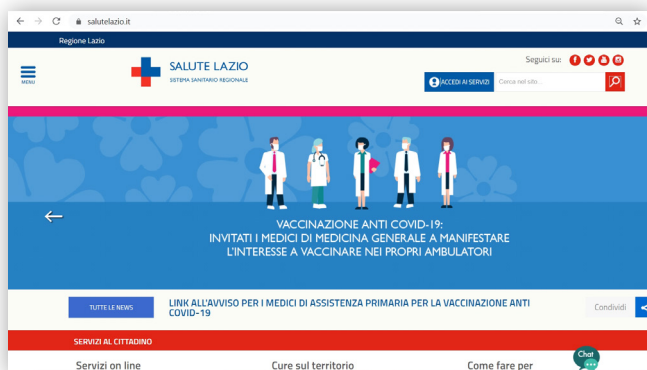 salutelazio.it
Regione Lazio
Seguici su:
MENU
SALUTE LAZIO
SISTEMA SANITARIO REGIONALE
ACCEDI AI SERVIZI
Cerca nel sito...
VACCINAZIONE ANTI COVID-19:
INVITATI I MEDICI DI MEDICINA GENERALE A MANIFESTARE
L'INTERESSE A VACCINARE NEI PROPRI AMBULATORI
TUTTE LE NEWS
LINK ALL'AVVISO PER I MEDICI DI ASSISTENZA PRIMARIA PER LA VACCINAZIONE ANTI
COVID-19
Condividi
SERVIZI AL CITTADINO
Servizi on line
Cure sul territorio
Come fare per
Chat